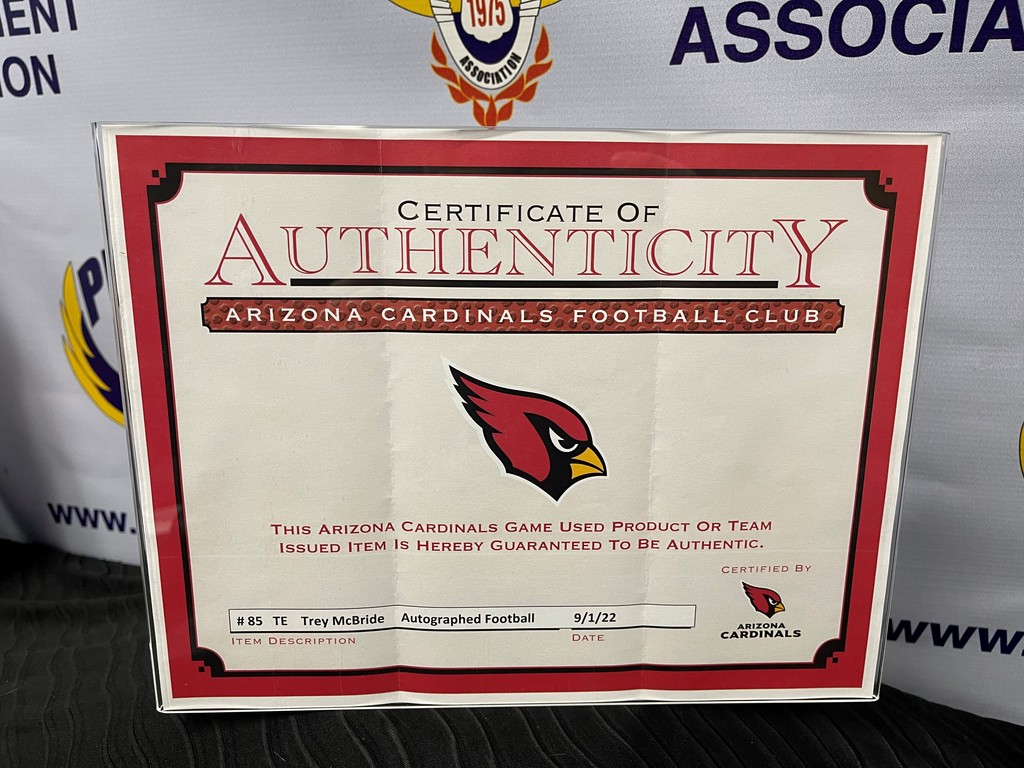 ENT
ION
1975
ASSOCIATION
ASSOCIA
CERTIFICATE OF
AUTHENTICITY
ARIZONA CARDINALS FOOTBALL CLUB
THIS ARIZONA CARDINALS GAME USED PRODUCT OR TEAM
ISSUED ITEM IS HEREBY GUARANTEED TO BE AUTHENTIC.
CERTIFIED BY
ARIZONA
CARDINALS
# 85 TE Trey McBride Autographed Football 9/1/22
ITEM DESCRIPTION DATE
www.
www.